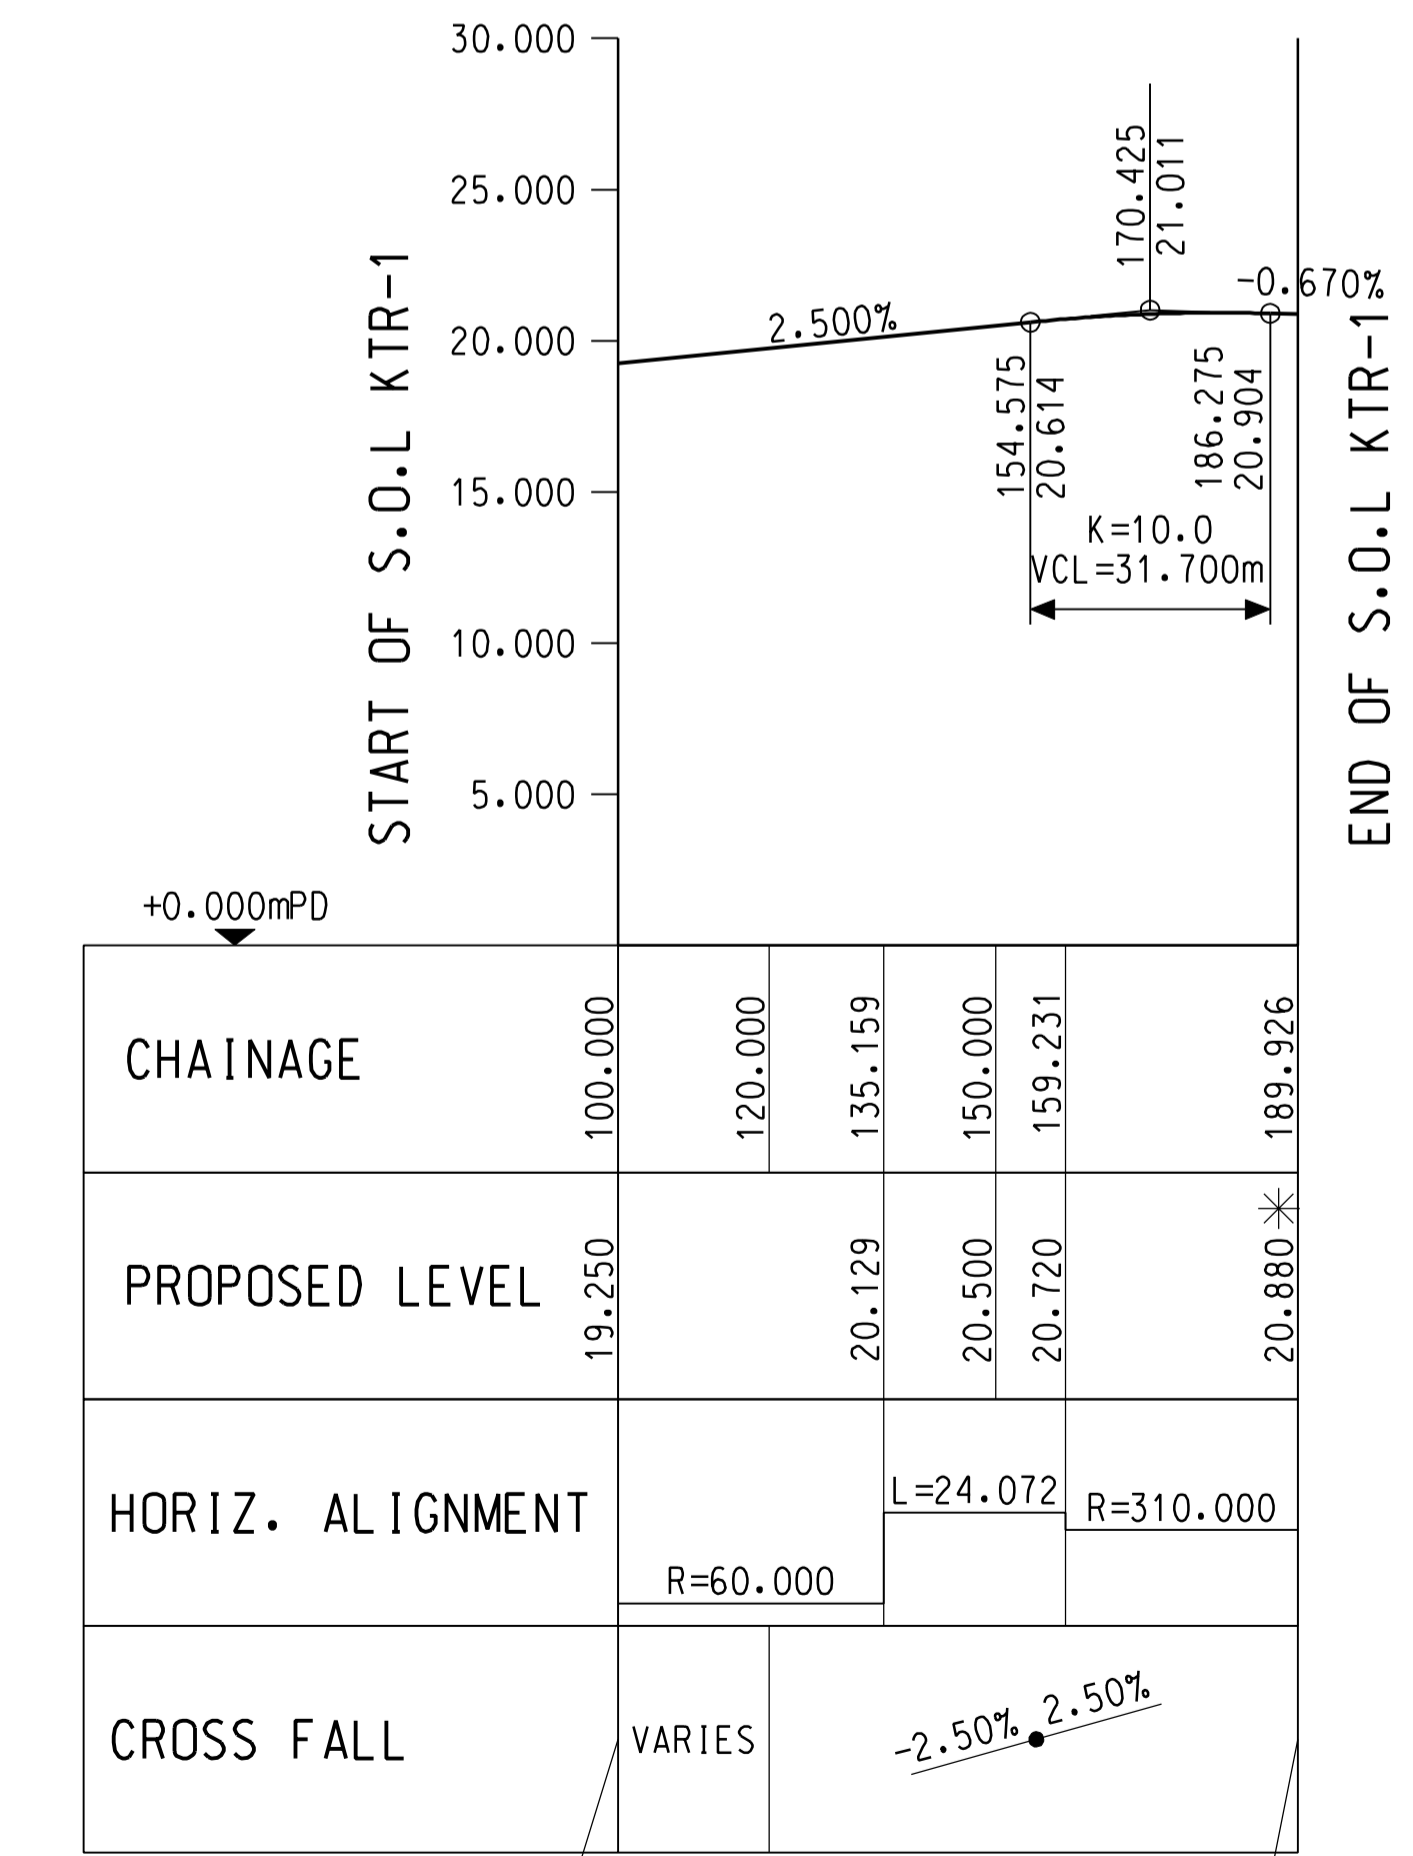 30.000
25.000
20.000
15.000
10.000
5.000
START OF S.O.L KTR-1
END OF S.O.L KTR-1
2.500%
170.425
21.011
-0.670%
154.575
20.614
186.275
20.904
K=10.0
VCL=31.700m
+0.000mPD
CHAINAGE
100.000
120.000
135.159
150.000
159.231
189.926
PROPOSED LEVEL
19.250
20.129
20.500
20.720
20.880*
HORIZ. ALIGNMENT
R=60.000
L=24.072
R=310.000
CROSS FALL
VARIES
-2.50%
2.50%